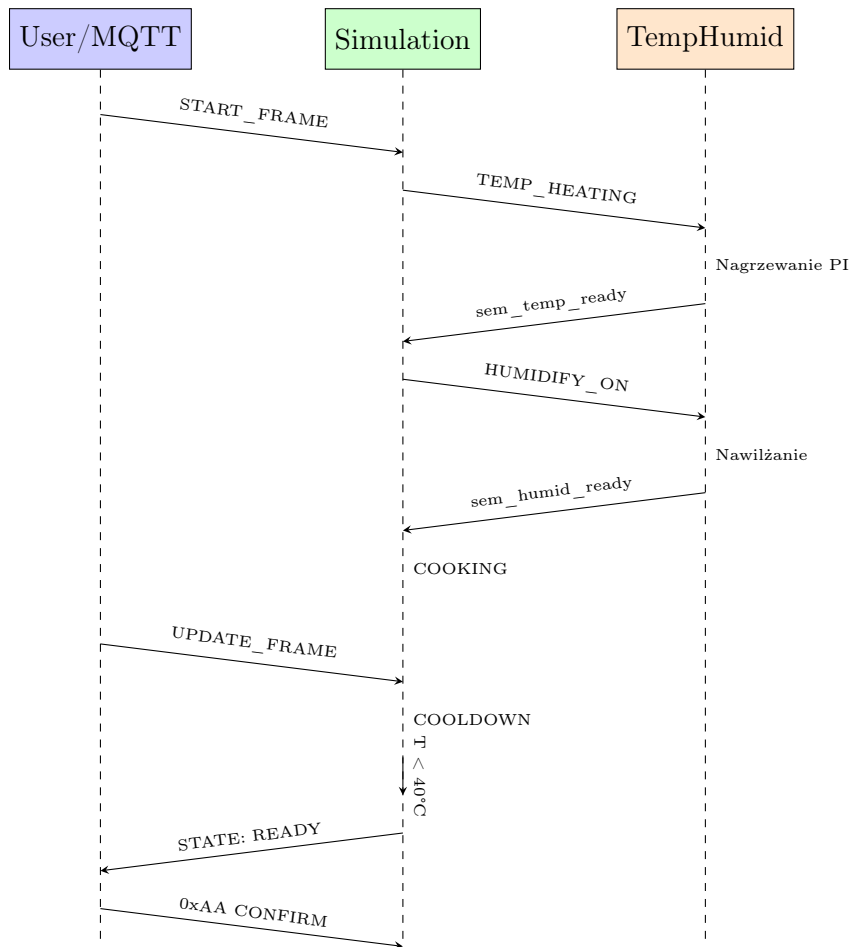 User/MQTT
Simulation
TempHumid
START_FRAME
TEMP_HEATING
Nagrzewanie PI
sem_temp_ready
HUMIDIFY_ON
Nawilżanie
sem_humid_ready
COOKING
UPDATE_FRAME
COOLDOWN
T < 40°C
STATE: READY
0xAA CONFIRM